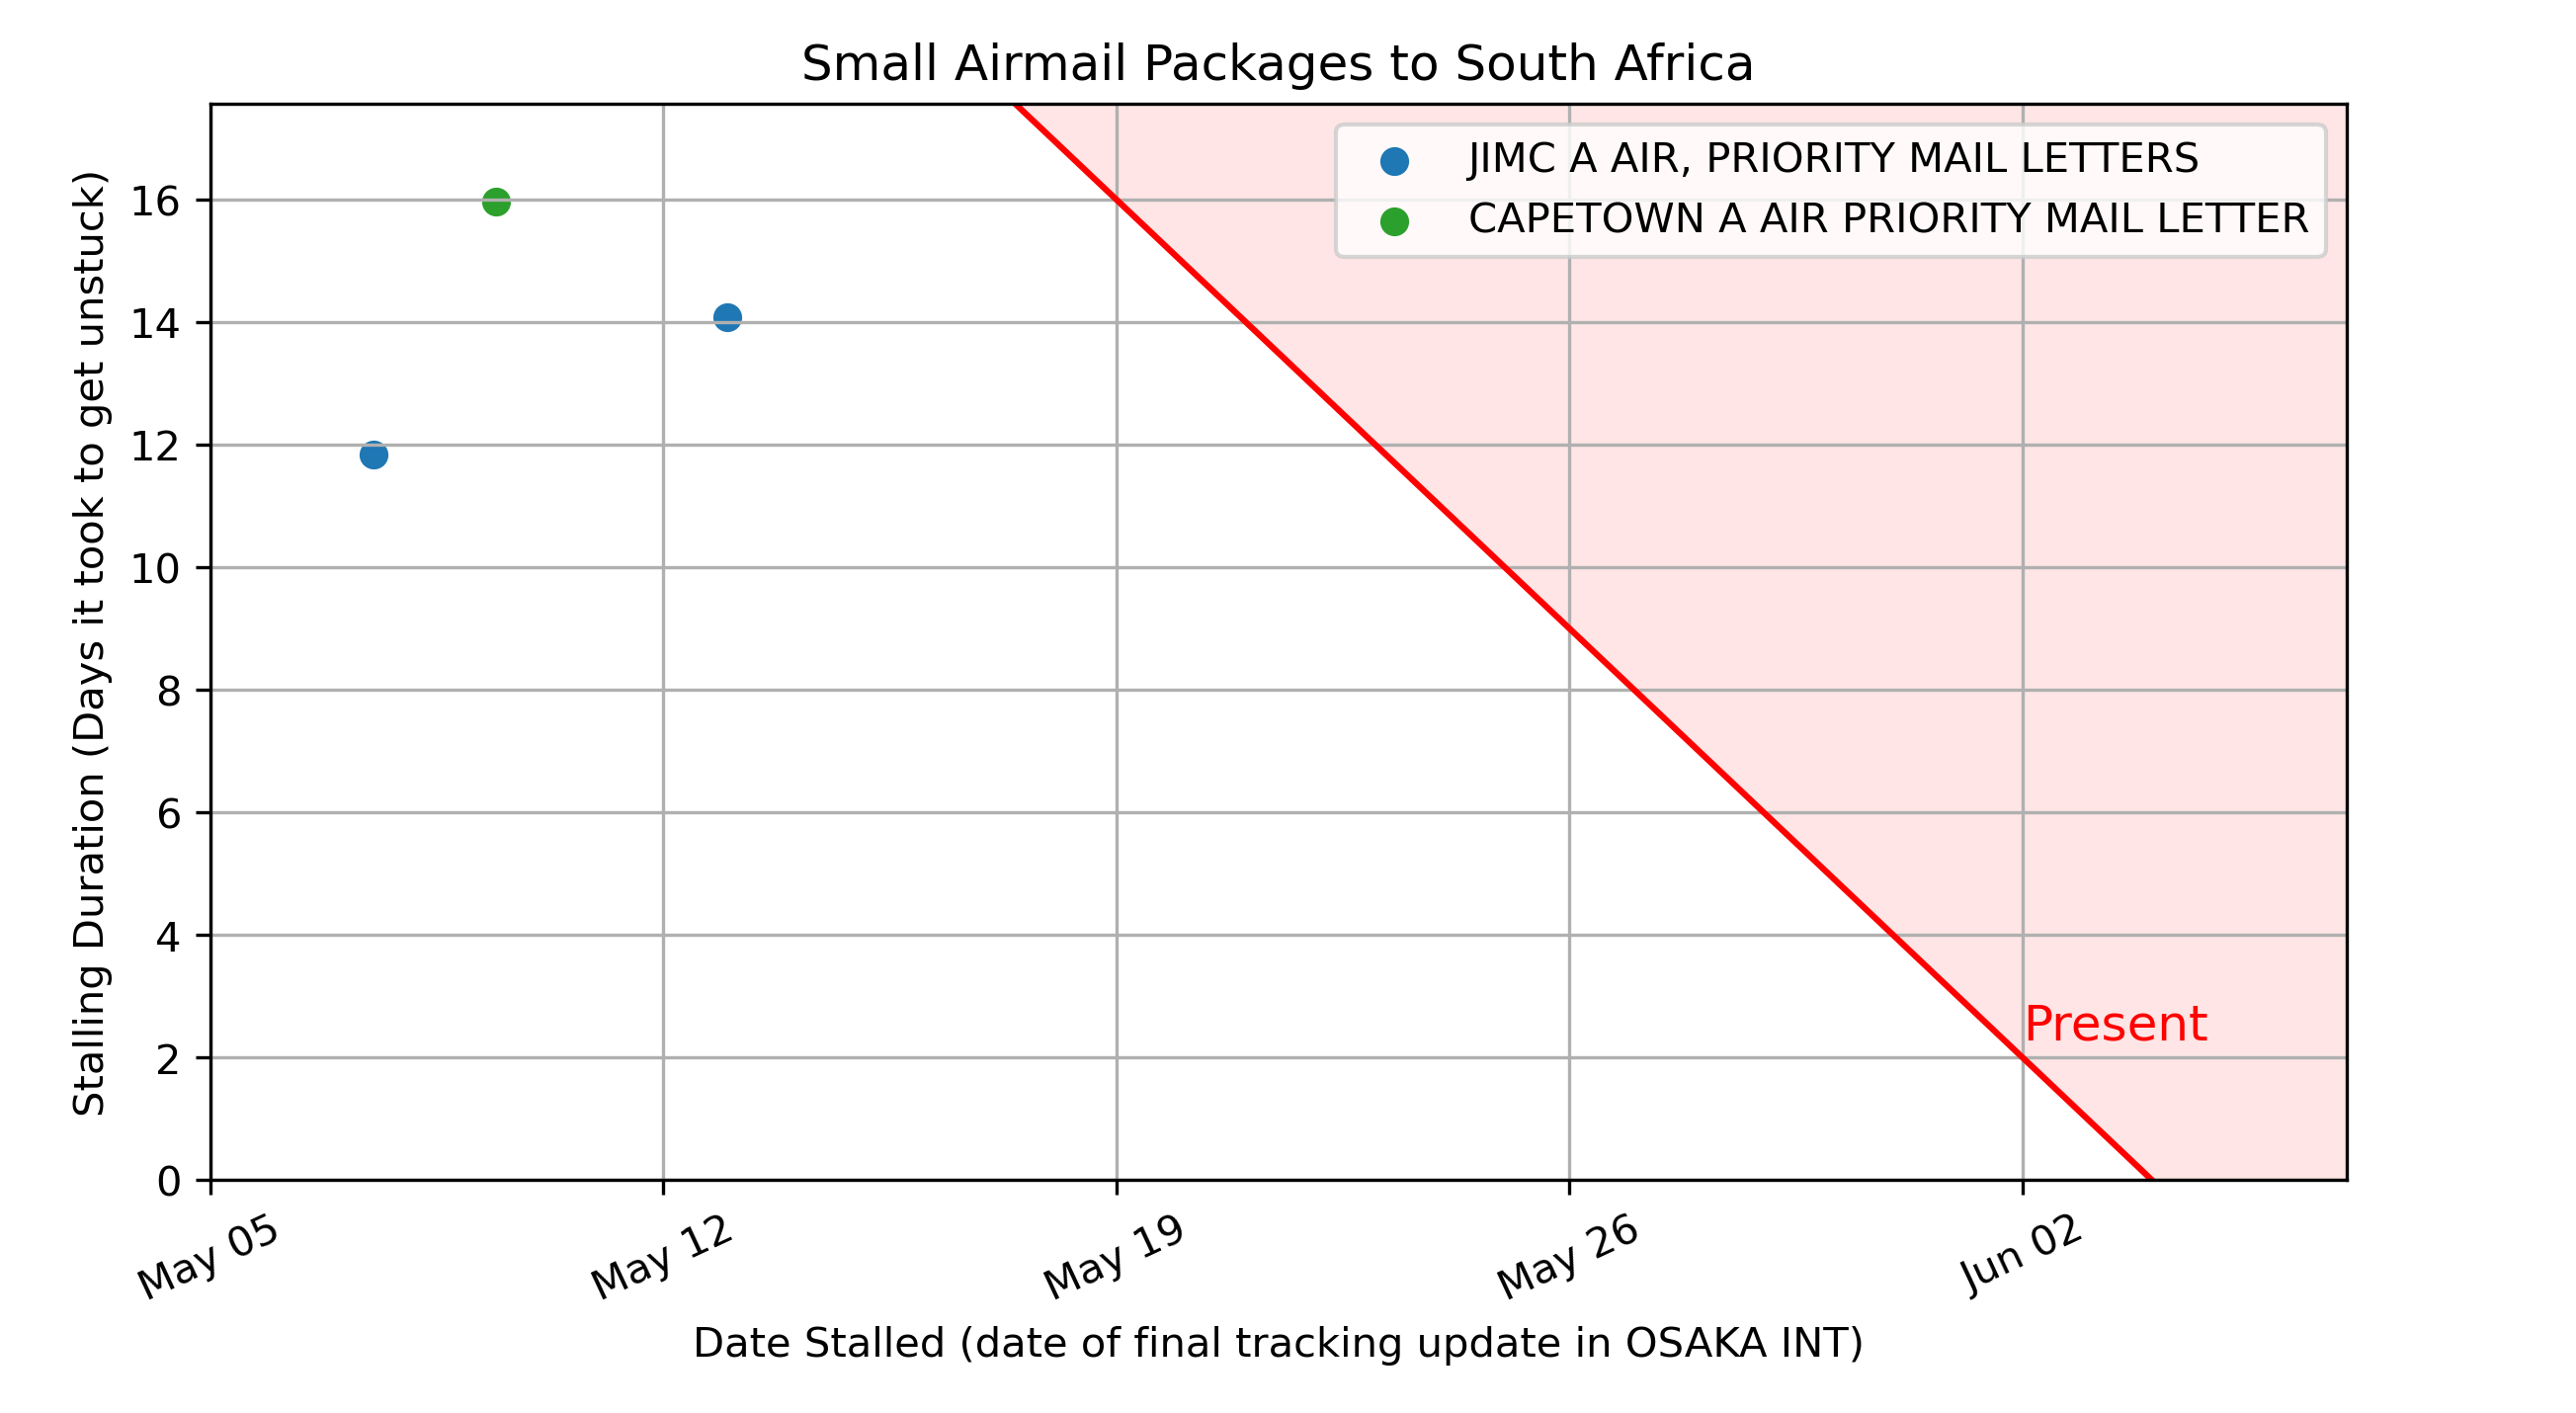 Small Airmail Packages to South Africa
JIMC A AIR, PRIORITY MAIL LETTERS
CAPETOWN A AIR PRIORITY MAIL LETTER
Stalling Duration (Days it took to get unstuck)
16
14
12
10
8
6
4
2
0
Present
May 05
May 12
May 19
May 26
Jun 02
Date Stalled (date of final tracking update in OSAKA INT)